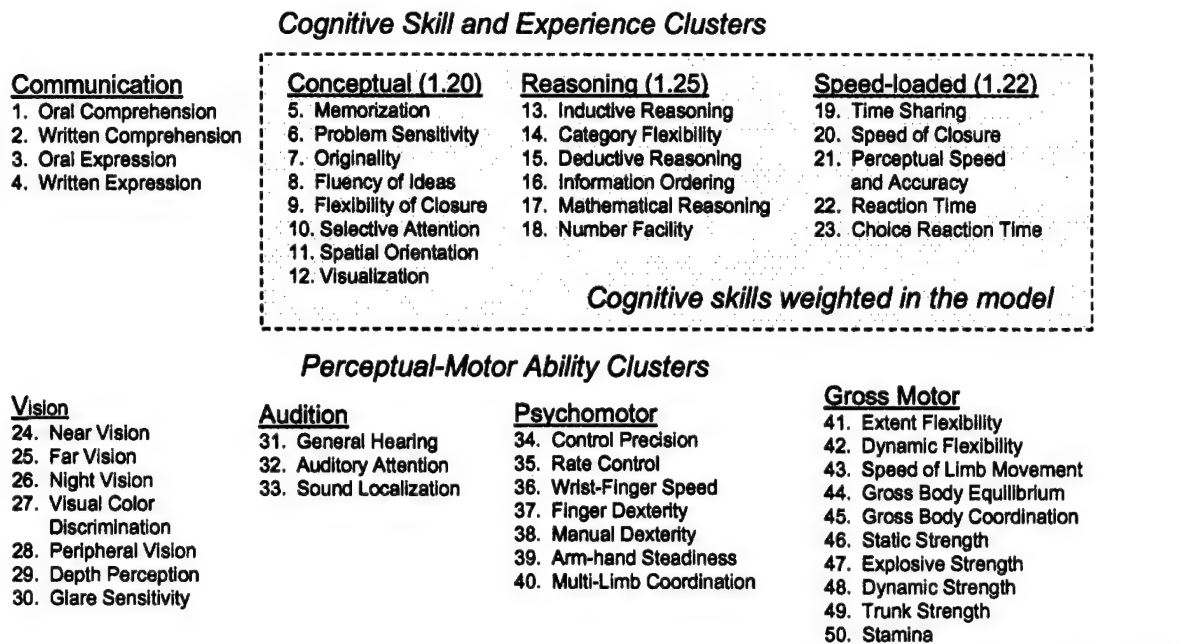 Cognitive Skill and Experience Clusters
Communication
1. Oral Comprehension
2. Written Comprehension
3. Oral Expression
4. Written Expression
Conceptual (1.20)
5. Memorization
6. Problem Sensitivity
7. Originality
8. Fluency of Ideas
9. Flexibility of Closure
10. Selective Attention
11. Spatial Orientation
12. Visualization
Reasoning (1.25)
13. Inductive Reasoning
14. Category Flexibility
15. Deductive Reasoning
16. Information Ordering
17. Mathematical Reasoning
18. Number Facility
Speed-loaded (1.22)
19. Time Sharing
20. Speed of Closure
21. Perceptual Speed
and Accuracy
22. Reaction Time
23. Choice Reaction Time
Cognitive skills weighted in the model
Perceptual-Motor Ability Clusters
Vision
24. Near Vision
25. Far Vision
26. Night Vision
27. Visual Color
Discrimination
28. Peripheral Vision
29. Depth Perception
30. Glare Sensitivity
Audition
31. General Hearing
32. Auditory Attention
33. Sound Localization
Psychomotor
34. Control Precision
35. Rate Control
36. Wrist-Finger Speed
37. Finger Dexterity
38. Manual Dexterity
39. Arm-hand Steadiness
40. Multi-Limb Coordination
Gross Motor
41. Extent Flexibility
42. Dynamic Flexibility
43. Speed of Limb Movement
44. Gross Body Equilibrium
45. Gross Body Coordination
46. Static Strength
47. Explosive Strength
48. Dynamic Strength
49. Trunk Strength
50. Stamina